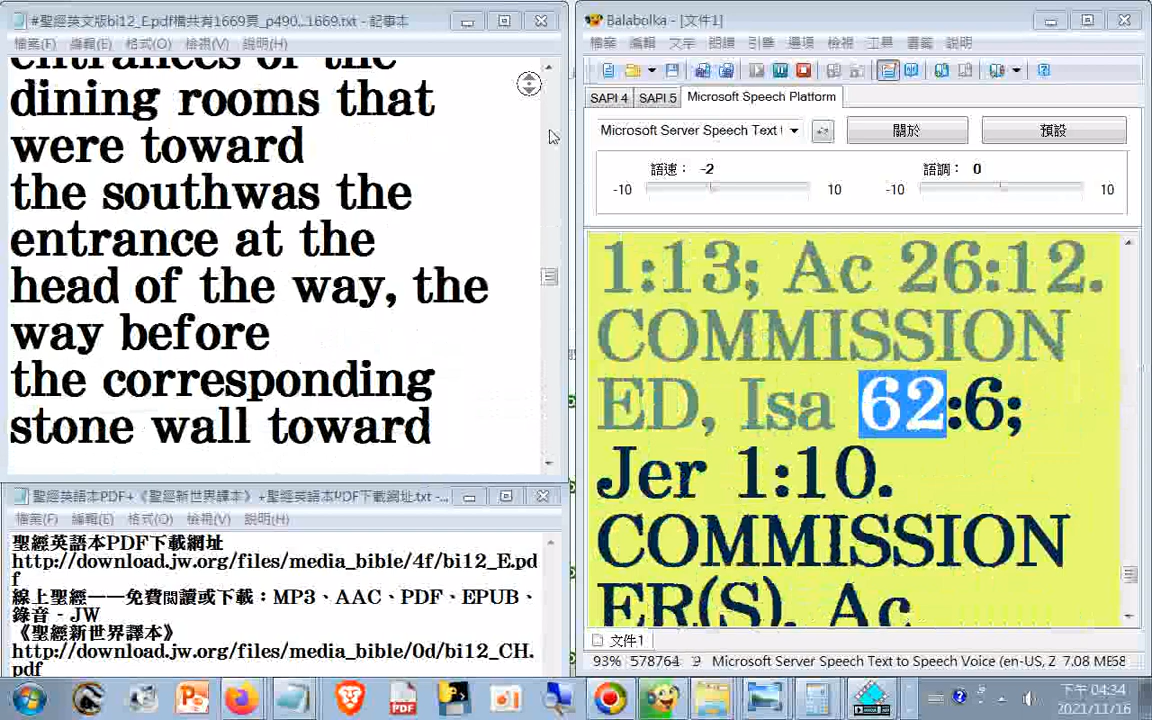 #聖經英文版bi12_E.pdf檔共有1669頁_p490...1669.txt - 記事本
檔案(F) 編輯(E) 格式(O) 檢視(V) 說明(H)
entrances of the
dining rooms that
were toward
the southwas the
entrance at the
head of the way, the
way before
the corresponding
stone wall toward
聖經英語本PDF+《聖經新世界譯本》+聖經英語本PDF下載網址.txt - ...
檔案(F) 編輯(E) 格式(O) 檢視(V) 說明(H)
聖經英語本PDF下載網址
http://download.jw.org/files/media_bible/4f/bi12_E.pd
f
線上聖經——免費閱讀或下載：MP3、AAC、PDF、EPUB、
錄音 - JW
《聖經新世界譯本》
http://download.jw.org/files/media_bible/0d/bi12_CH.
pdf
Balabolka - [文件1]
檔案 編輯 文字 朗讀 引擎 選項 檢視 工具 書籤 說明
SAPI 4 SAPI 5 Microsoft Speech Platform
Microsoft Server Speech Text 關於 預設
語速： -2 語調： 0
-10 10 -10 10
1:13; Ac 26:12.
COMMISSION
ED, Isa 62:6;
Jer 1:10.
COMMISSION
ER(S), Ac
文件1
93% 578764 Microsoft Server Speech Text to Speech Voice (en-US, Z 7.08 MB
PDF
下午 04:34
2021/11/16